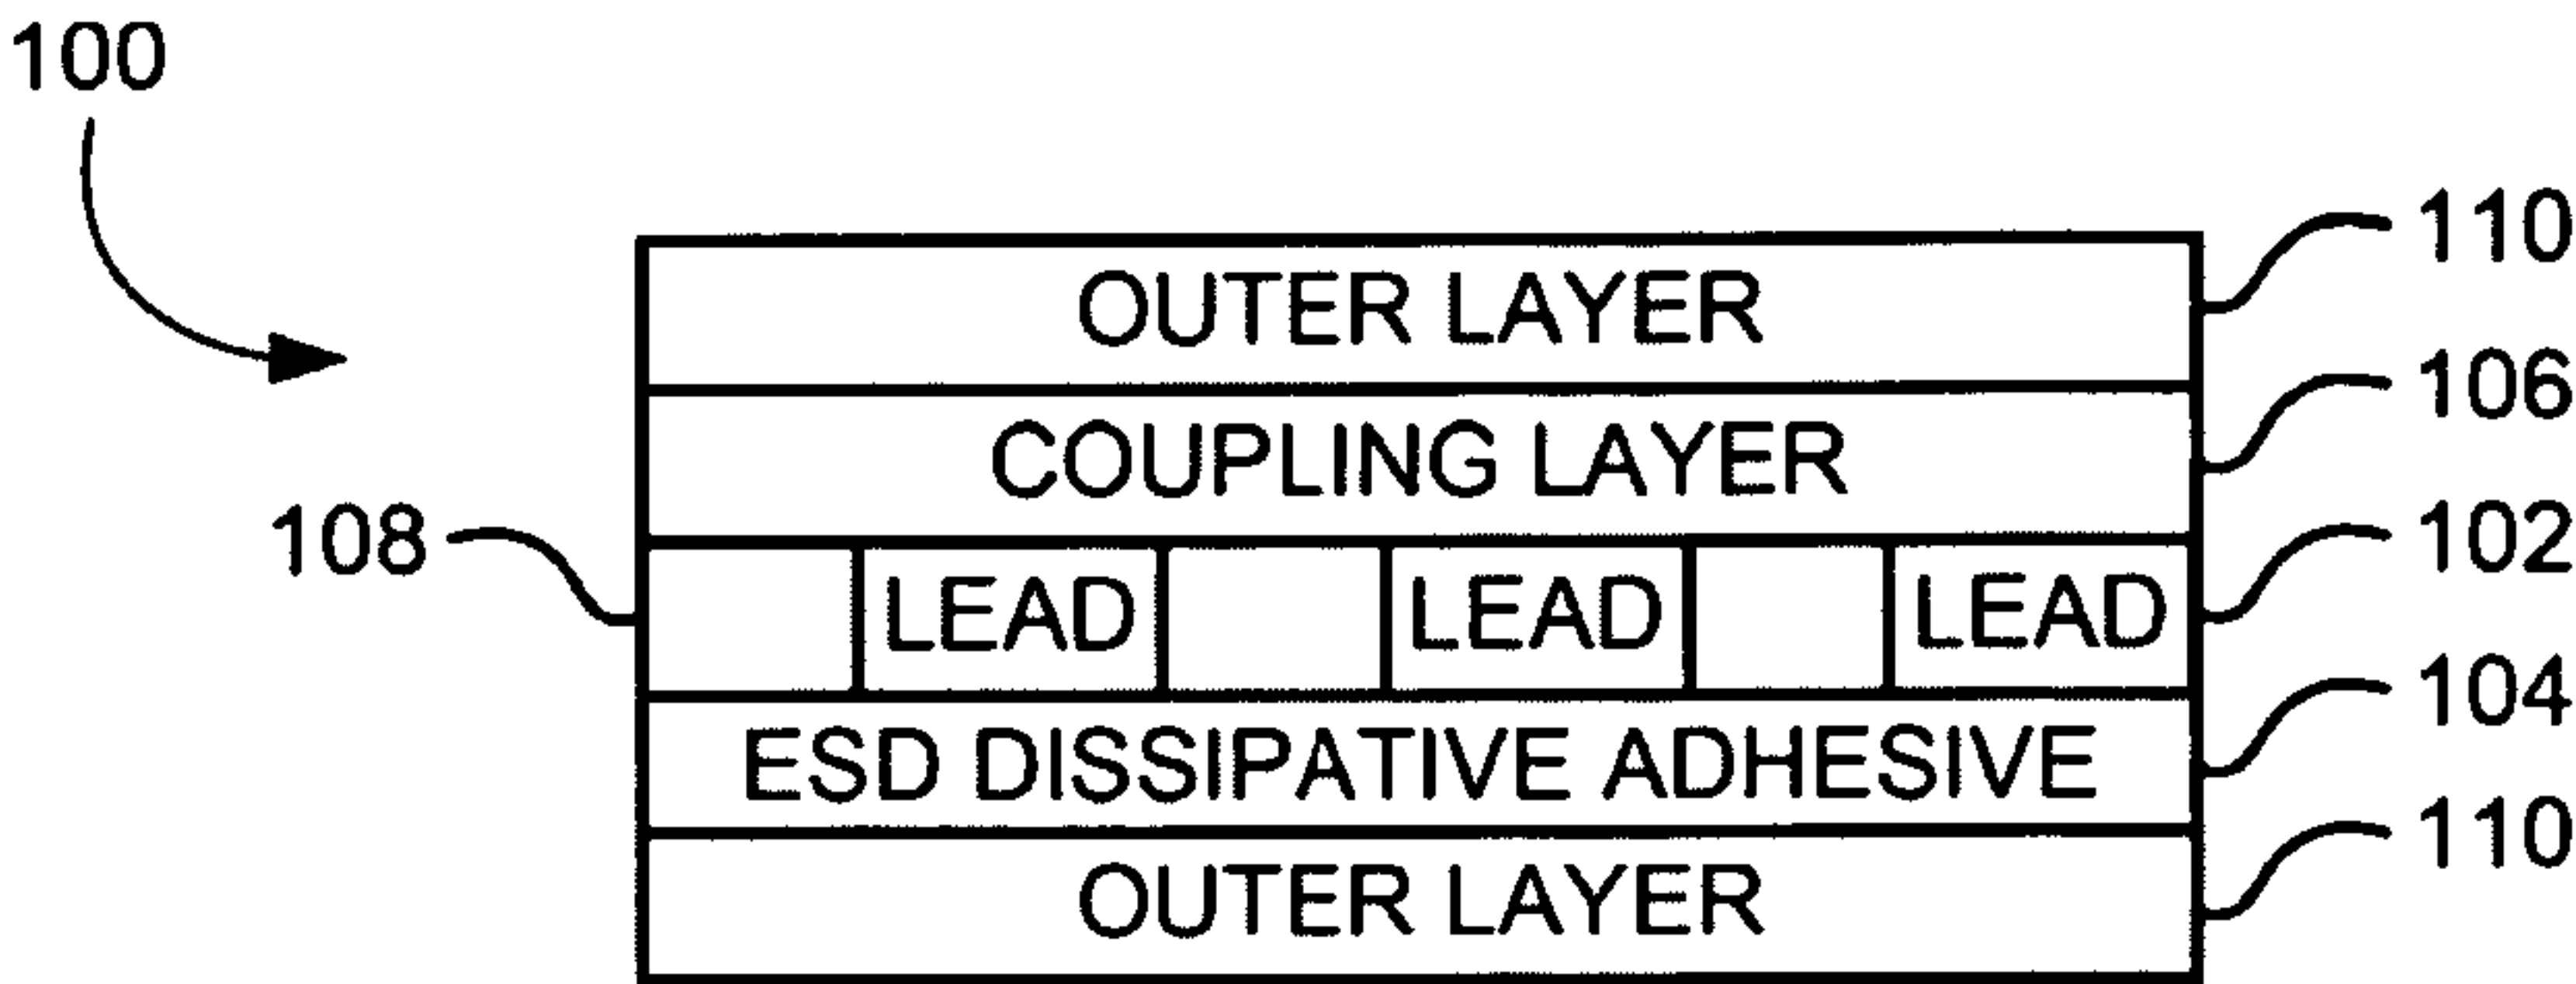 100
OUTER LAYER 110
COUPLING LAYER 106
108 LEAD LEAD LEAD 102
ESD DISSIPATIVE ADHESIVE 104
OUTER LAYER 110